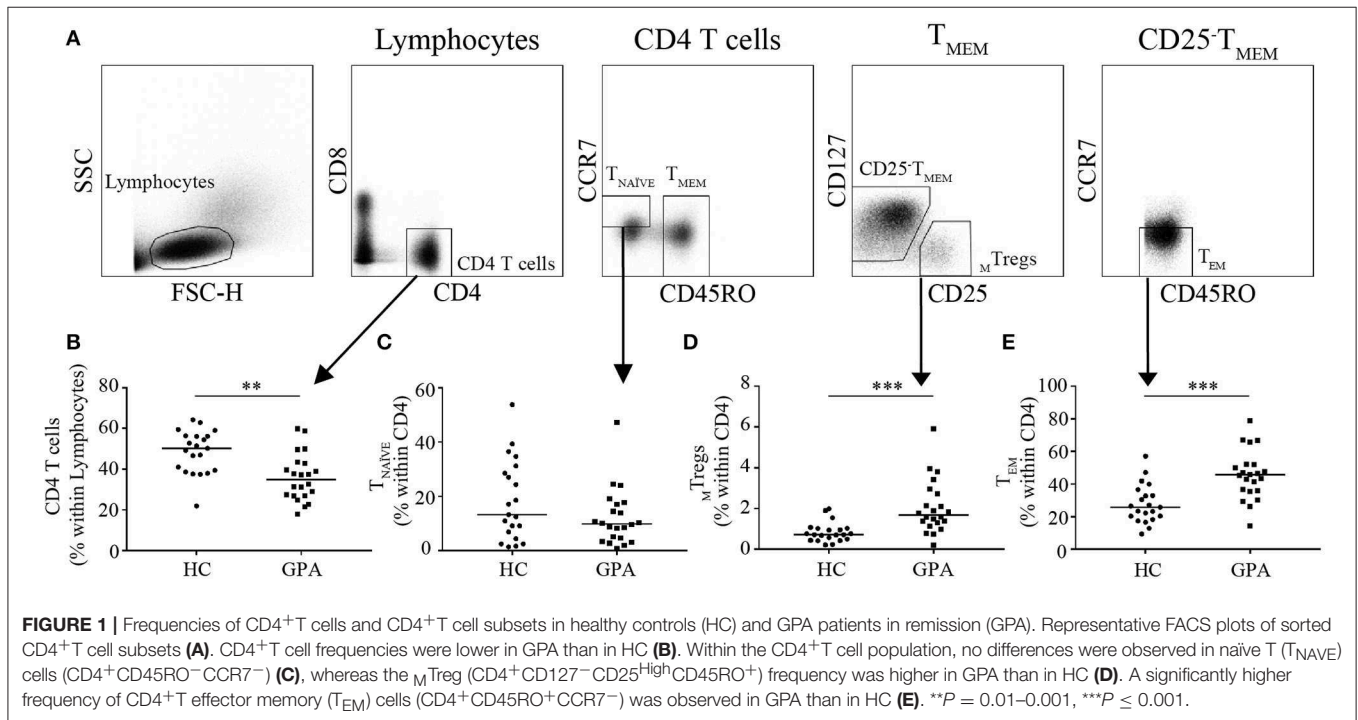 A
Lymphocytes
CD4 T cells
TMEM
CD25-TMEM
SSC
Lymphocytes
FSC-H
CD8
CD4 T cells
CD4
CCR7
TNAÏVE
TMEM
CD45RO
CD127
CD25-TMEM
MTregs
CD25
CCR7
TEM
CD45RO
B
CD4 T cells
(% within Lymphocytes)
80
60
40
20
0
**
HC
GPA
C
TNAÏVE
(% within CD4)
60
40
20
0
HC
GPA
D
MTregs
(% within CD4)
8
6
4
2
0
***
HC
GPA
E
TEM
(% within CD4)
100
80
60
40
20
0
***
HC
GPA
FIGURE 1 | Frequencies of CD4+T cells and CD4+T cell subsets in healthy controls (HC) and GPA patients in remission (GPA). Representative FACS plots of sorted
CD4+T cell subsets (A). CD4+T cell frequencies were lower in GPA than in HC (B). Within the CD4+T cell population, no differences were observed in naïve T (TNAVE)
cells (CD4+CD45RO−CCR7−) (C), whereas the MTreg (CD4+CD127−CD25HighCD45RO+) frequency was higher in GPA than in HC (D). A significantly higher
frequency of CD4+T effector memory (TEM) cells (CD4+CD45RO+CCR7−) was observed in GPA than in HC (E). **P = 0.01–0.001, ***P ≤ 0.001.